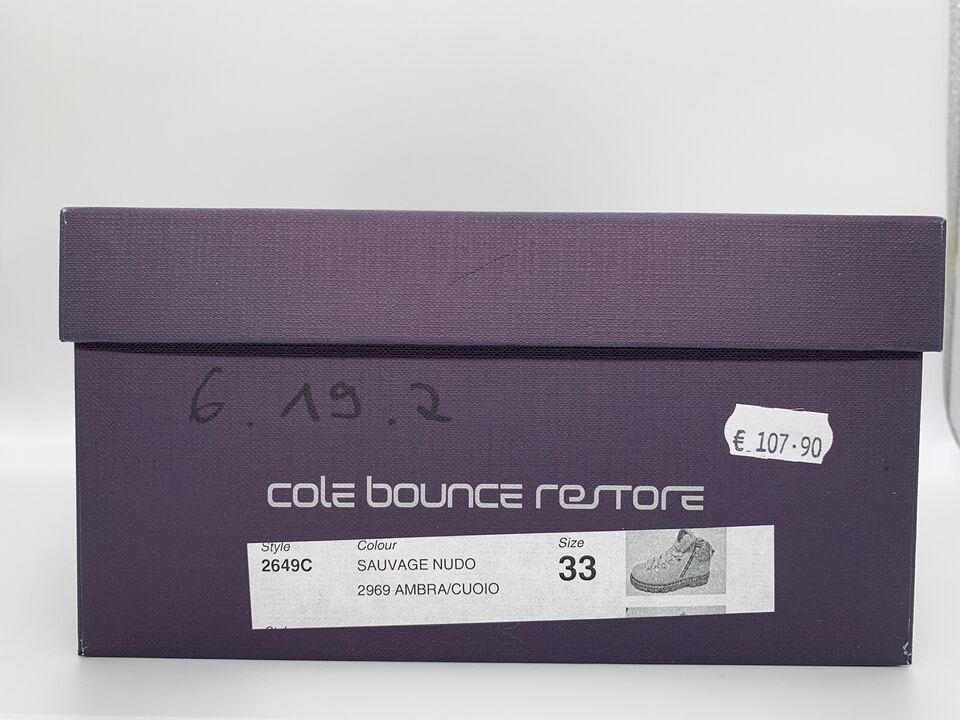 6.19.2
€ 107.90
cole bounce restore
Style Colour Size
2649C SAUVAGE NUDO 33
2969 AMBRA/CUOIO